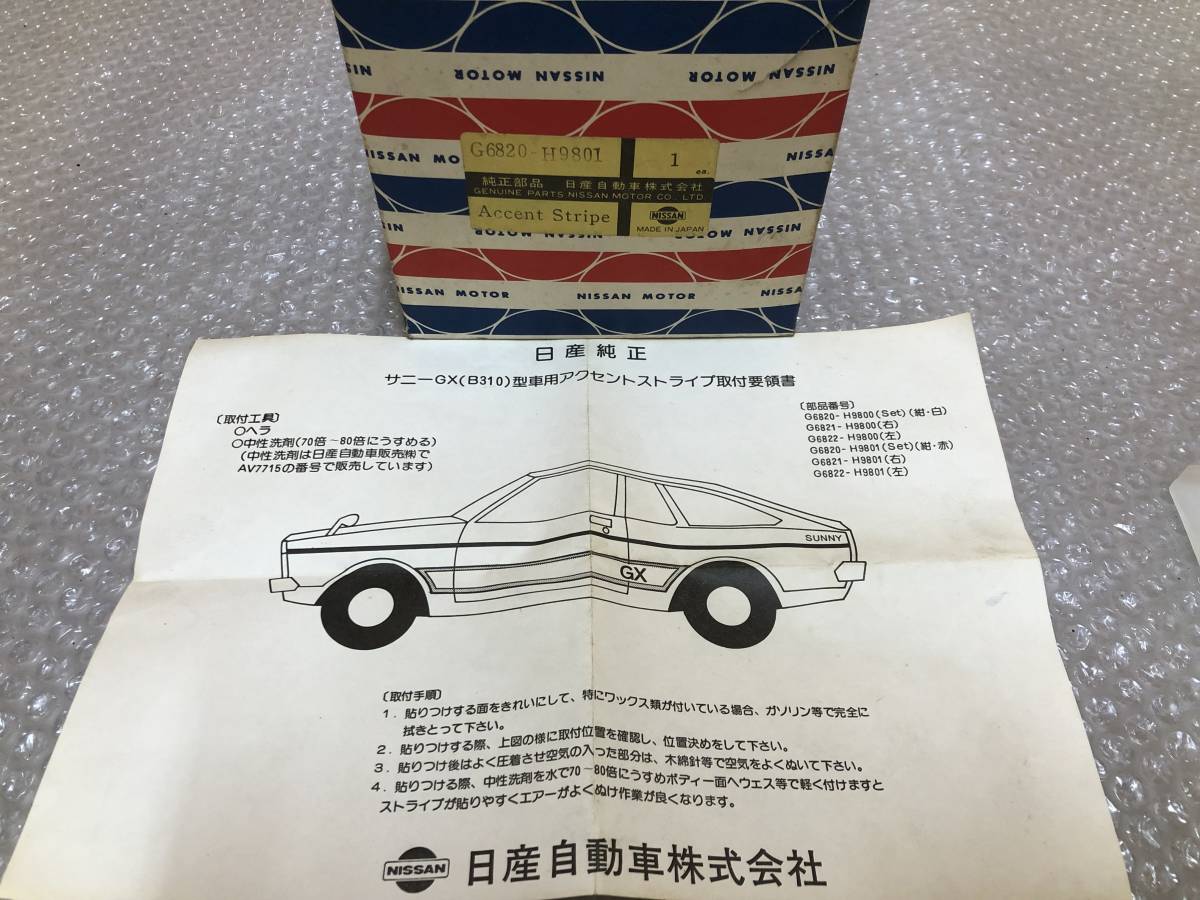 NISSAN MOTOR NISSAN MOTOR NISSAN
NISSAN MO
NISSAN
G6820-H9801 1 ea.
純正部品 日産自動車株式会社
GENUINE PARTS NISSAN MOTOR CO., LTD
Accent Stripe NISSAN
MADE IN JAPAN
NISSAN MOTOR NISSAN MOTOR
NISSAN MOTOR NISSAN MOTOR NISSA
日産純正
サニーGX(B310)型車用アクセントストライプ取付要領書
〔取付工具〕
○ヘラ
○中性洗剤(70倍~80倍にうすめる)
(中性洗剤は日産自動車販売㈱で
AV7715の番号で販売しています)
〔部品番号〕
G6820-H9800(Set)(紺・白)
G6821-H9800(右)
G6822-H9800(左)
G6820-H9801(Set)(紺・赤)
G6821-H9801(右)
G6822-H9801(左)
SUNNY
GX
〔取付手順〕
1. 貼りつけする面をきれいにして、特にワックス類が付いている場合、ガソリン等で完全に
拭きとって下さい。
2. 貼りつけする際、上図の様に取付位置を確認し、位置決めをして下さい。
3. 貼りつけ後はよく圧着させ空気の入った部分は、木綿針等で空気をよくぬいて下さい。
4. 貼りつける際、中性洗剤を水で70~80倍にうすめボディー面へウエス等で軽く付けますと
ストライプが貼りやすくエアーがよくぬけ作業が良くなります。
NISSAN 日産自動車株式会社